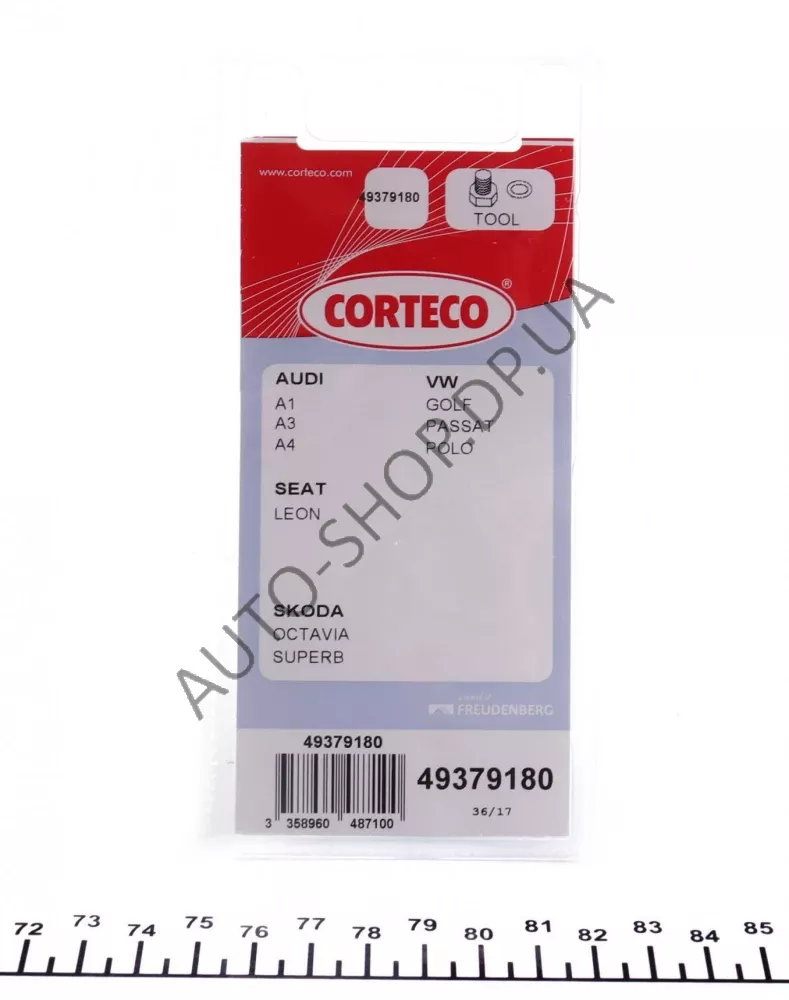 www.corteco.com
49379180
TOOL
CORTECO®
AUDI
A1
A3
A4
VW
GOLF
PASSAT
POLO
SEAT
LEON
SKODA
OCTAVIA
SUPERB
FREUDENBERG
49379180
3 358960 487100
49379180
36/17
AUTO-SHOP.DP.UA
72 73 74 75 76 77 78 79 80 81 82 83 84 85